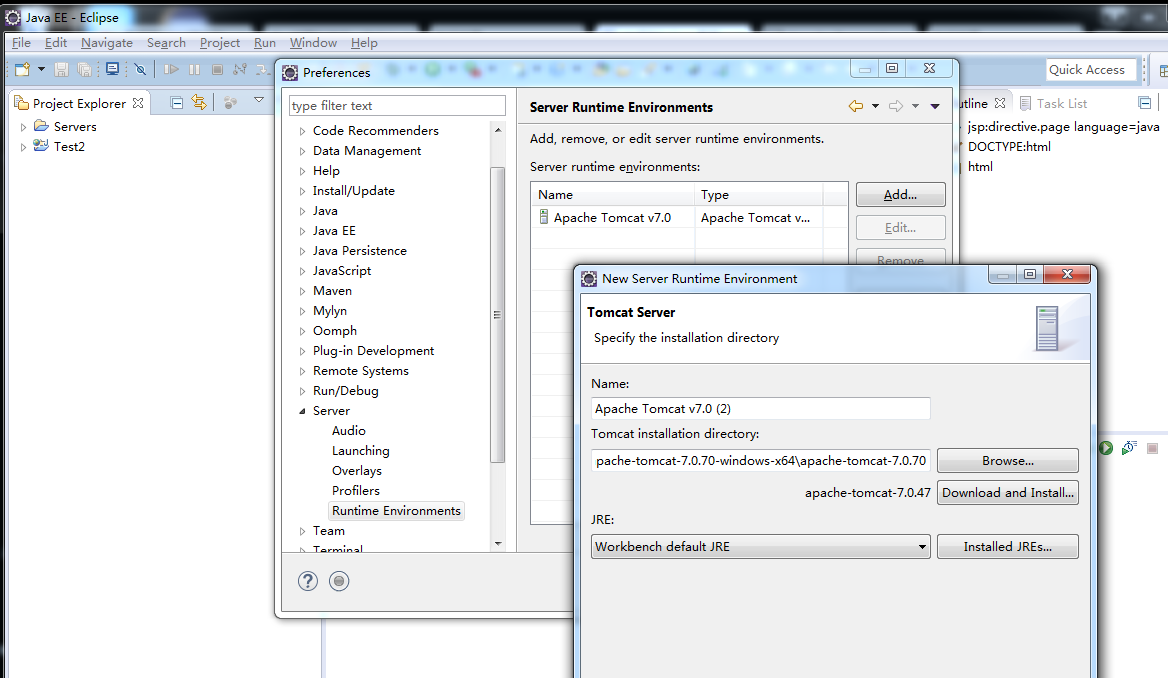 Java EE - Eclipse
File Edit Navigate Search Project Run Window Help
Quick Access
Project Explorer
Servers
Test2
Preferences
type filter text
Code Recommenders
Data Management
Help
Install/Update
Java
Java EE
Java Persistence
JavaScript
Maven
Mylyn
Oomph
Plug-in Development
Remote Systems
Run/Debug
Server
Audio
Launching
Overlays
Profilers
Runtime Environments
Team
Terminal
Server Runtime Environments
Add, remove, or edit server runtime environments.
Server runtime environments:
Name Type
Apache Tomcat v7.0 Apache Tomcat v...
Add...
Edit...
Remove
utline Task List
jsp:directive.page language=java
DOCTYPE:html
html
New Server Runtime Environment
Tomcat Server
Specify the installation directory
Name:
Apache Tomcat v7.0 (2)
Tomcat installation directory:
pache-tomcat-7.0.70-windows-x64\apache-tomcat-7.0.70 Browse...
apache-tomcat-7.0.47 Download and Install...
JRE:
Workbench default JRE Installed JREs...